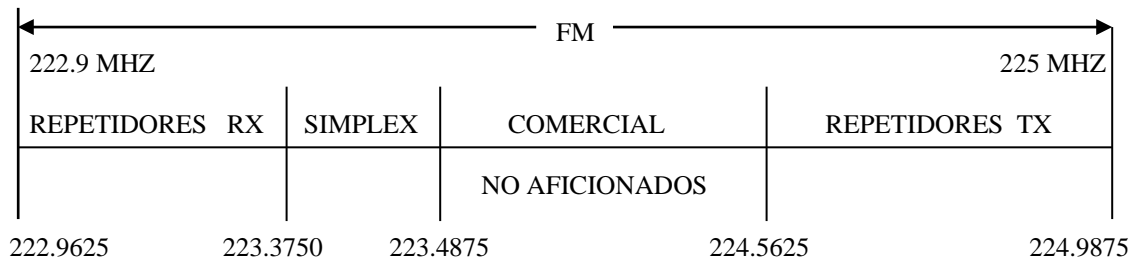 FM
222.9 MHZ 225 MHZ
REPETIDORES RX SIMPLEX COMERCIAL REPETIDORES TX
NO AFICIONADOS
222.9625 223.3750 223.4875 224.5625 224.9875